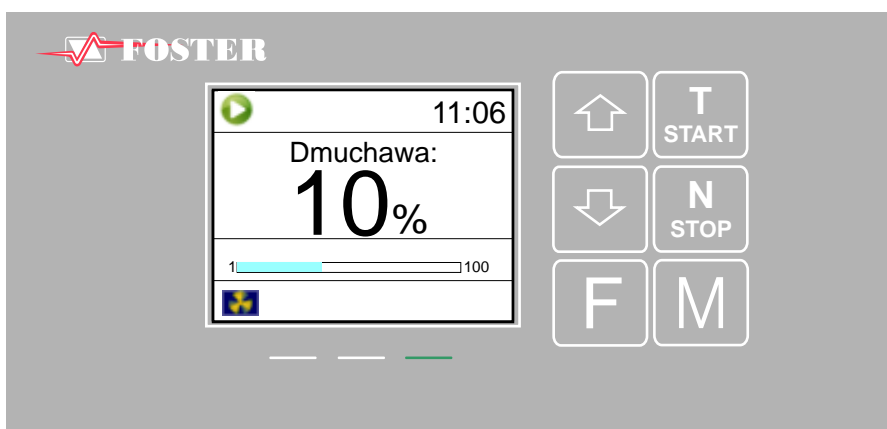 FOSTER
11:06
Dmuchawa:
10%
1 100
T
START
N
STOP
F M